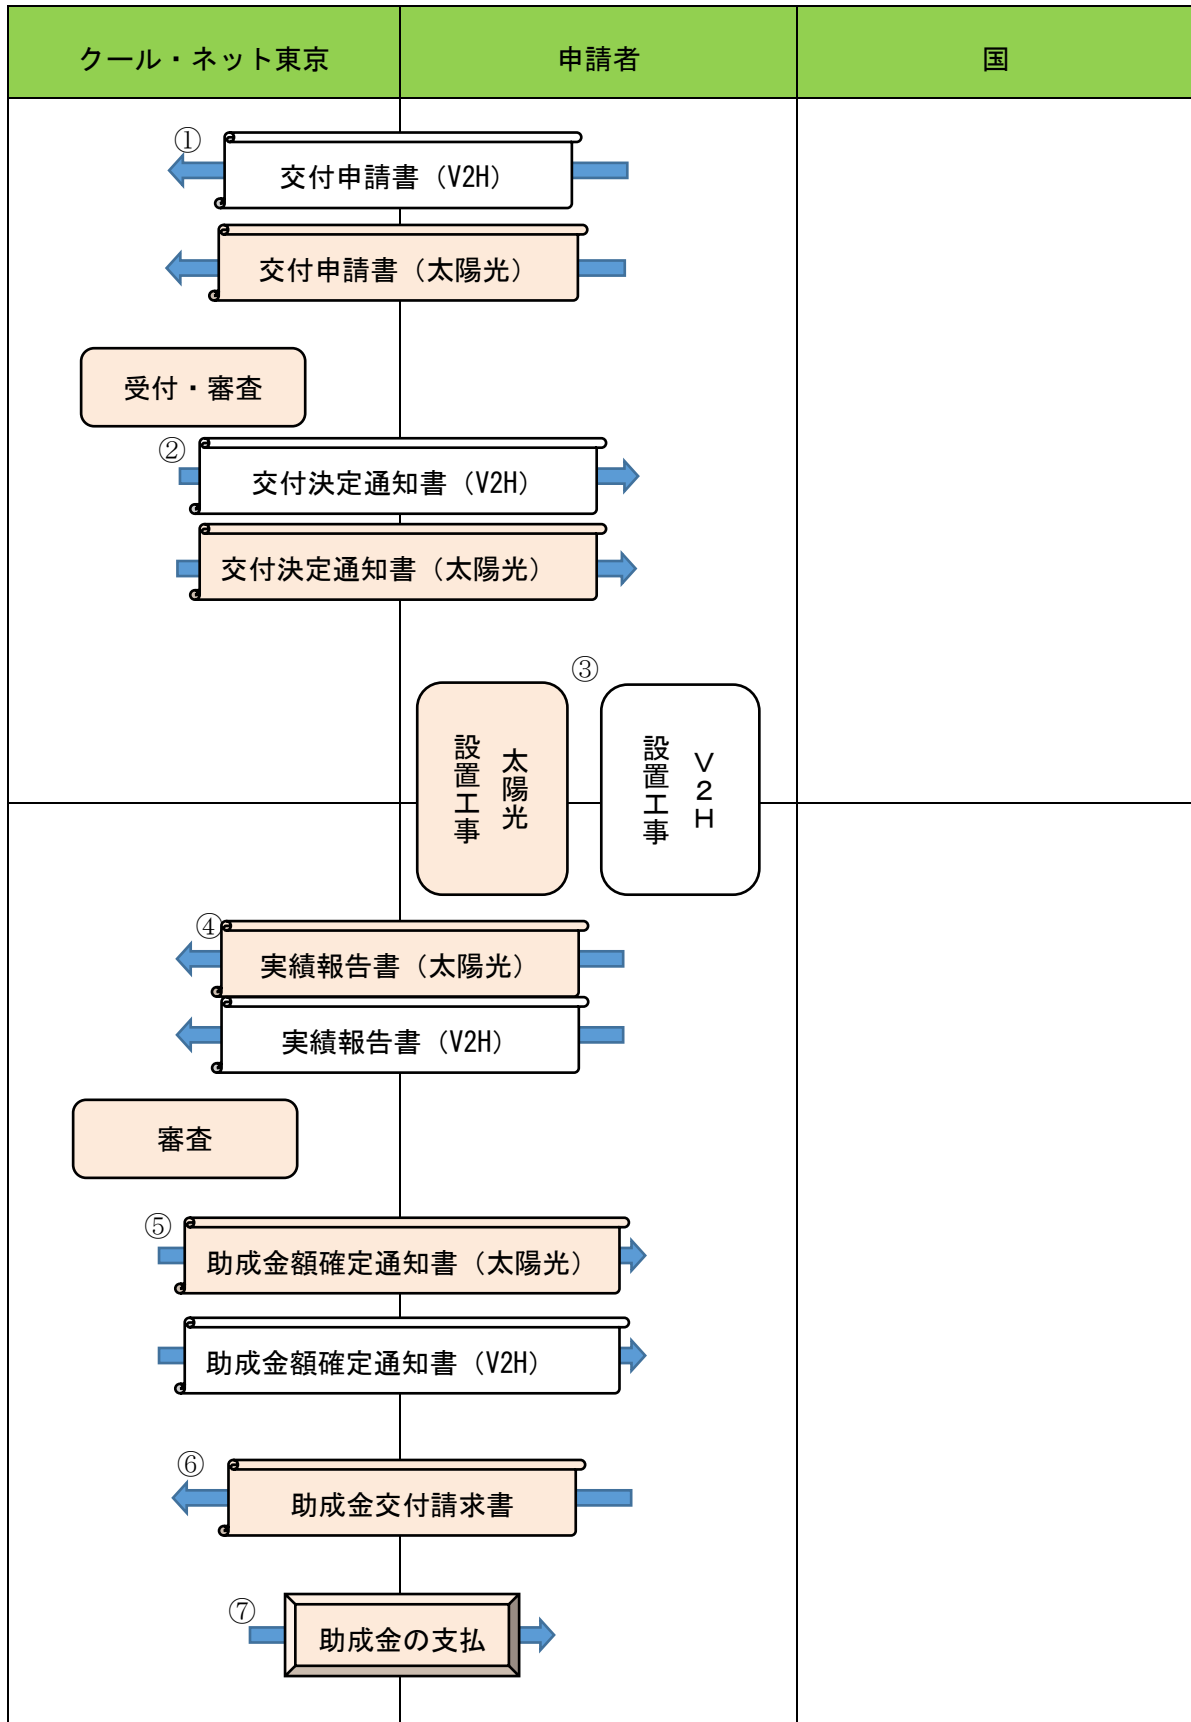 クール・ネット東京
申請者
国
①
交付申請書（V2H）
交付申請書（太陽光）
受付・審査
②
交付決定通知書（V2H）
交付決定通知書（太陽光）
③
太陽光
設置工事
Ｖ２Ｈ
設置工事
④
実績報告書（太陽光）
実績報告書（V2H）
審査
⑤
助成金額確定通知書（太陽光）
助成金額確定通知書（V2H）
⑥
助成金交付請求書
⑦
助成金の支払